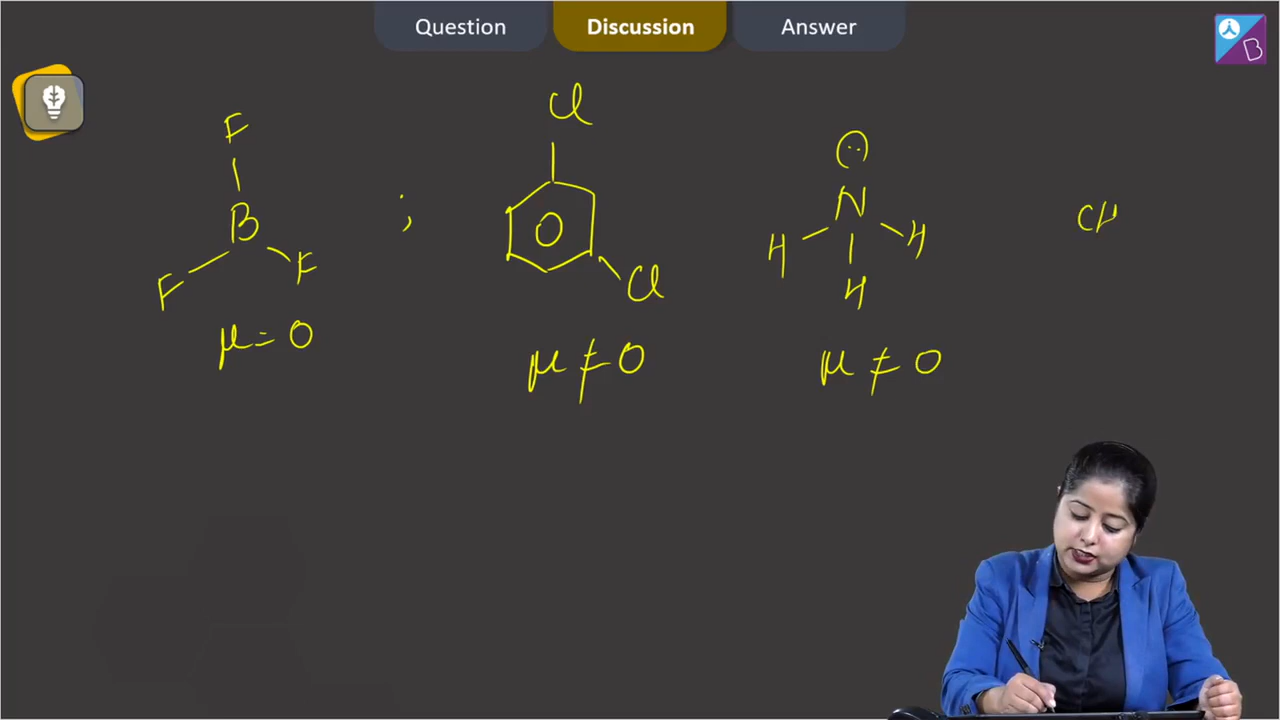 Question
Discussion
Answer
F
B
F
F
μ = 0
;
Cl
Cl
μ ≠ 0
N
H
H
H
μ ≠ 0
CH
B